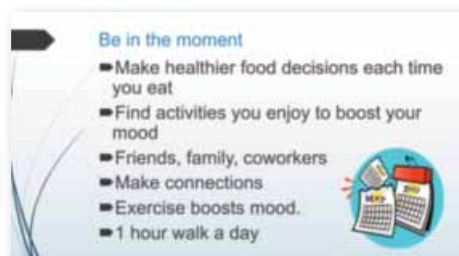 Be in the moment
➨Make healthier food decisions each time
you eat
➨Find activities you enjoy to boost your
mood
➨Friends, family, coworkers
➨Make connections
➨Exercise boosts mood.
➨1 hour walk a day